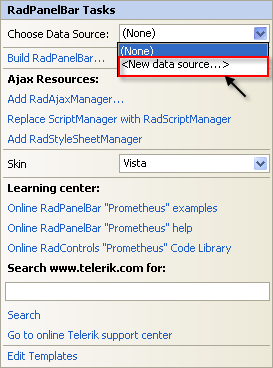 RadPanelBar Tasks
Choose Data Source: (None)
(None)
Build RadPanelBar...
<New data source...>
Ajax Resources:
Add RadAjaxManager...
Replace ScriptManager with RadScriptManager
Add RadStyleSheetManager
Skin Vista
Learning center:
Online RadPanelBar "Prometheus" examples
Online RadPanelBar "Prometheus" help
Online RadControls "Prometheus" Code Library
Search www.telerik.com for:
Search
Go to online Telerik support center
Edit Templates